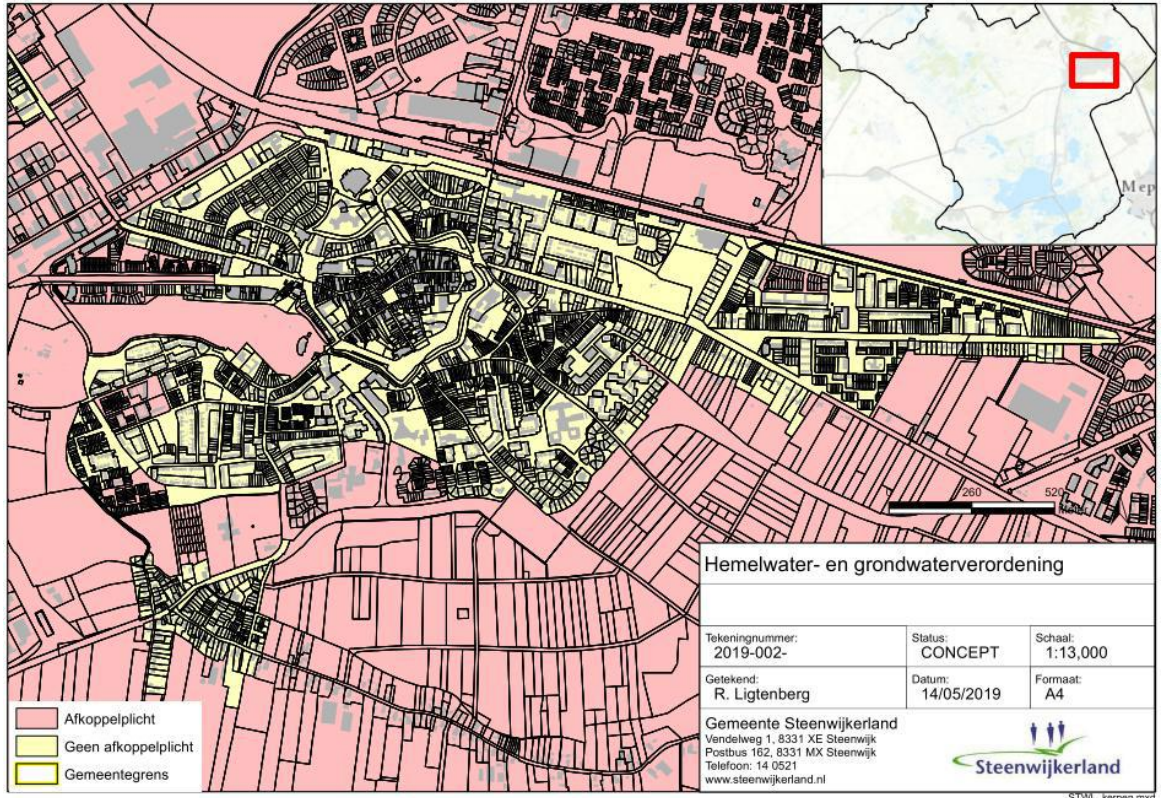 Mep
0 260 520
Meter
Hemelwater- en grondwaterverordening
Tekeningnummer:
2019-002-
Status:
CONCEPT
Schaal:
1:13,000
Getekend:
R. Ligtenberg
Datum:
14/05/2019
Formaat:
A4
Gemeente Steenwijkerland
Vendelweg 1, 8331 XE Steenwijk
Postbus 162, 8331 MX Steenwijk
Telefoon: 14 0521
www.steenwijkerland.nl
Steenwijkerland
Afkoppelplicht
Geen afkoppelplicht
Gemeentegrens